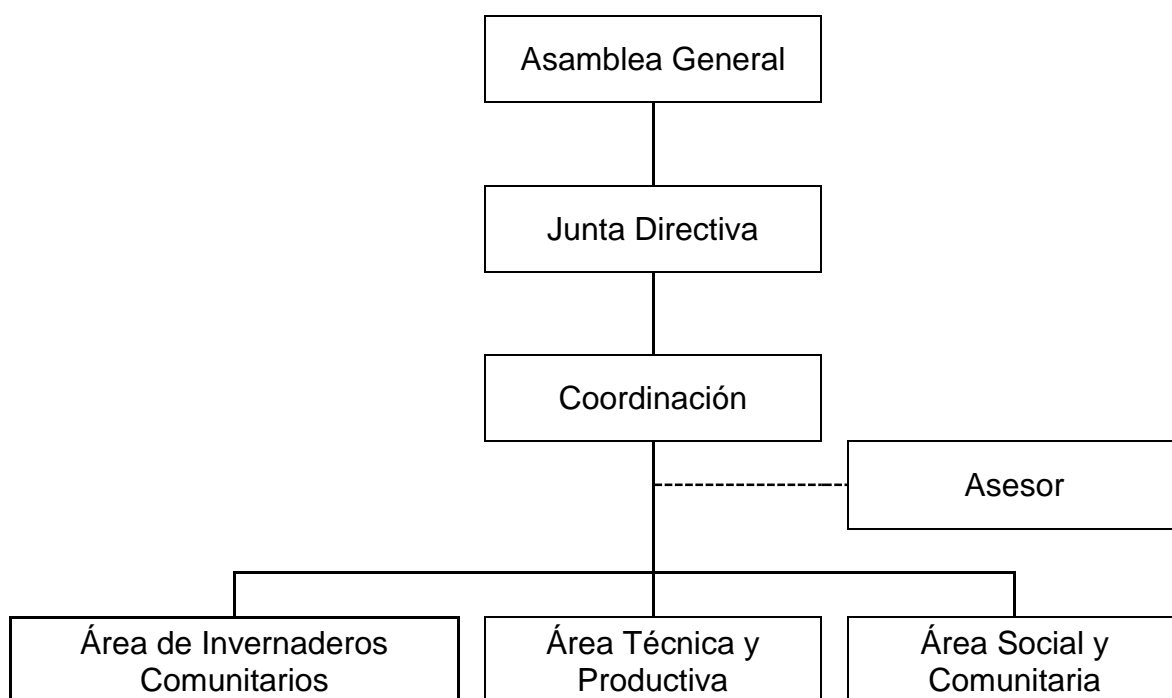 Asamblea General
Junta Directiva
Coordinación
Asesor
Área de Invernaderos
Comunitarios
Área Técnica y
Productiva
Área Social y
Comunitaria